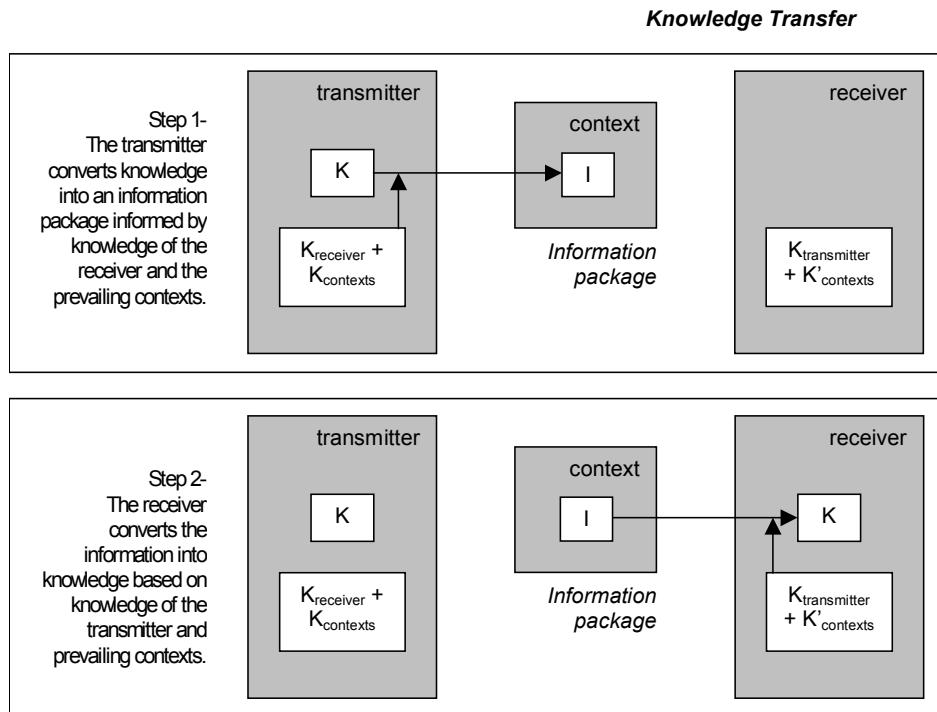 Knowledge Transfer
Step 1-
The transmitter
converts knowledge
into an information
package informed by
knowledge of the
receiver and the
prevailing contexts.
transmitter
K
Kreceiver +
Kcontexts
context
I
Information
package
receiver
Ktransmitter
+ K'contexts
Step 2-
The receiver
converts the
information into
knowledge based on
knowledge of the
transmitter and
prevailing contexts.
transmitter
K
Kreceiver +
Kcontexts
context
I
Information
package
receiver
K
Ktransmitter
+ K'contexts